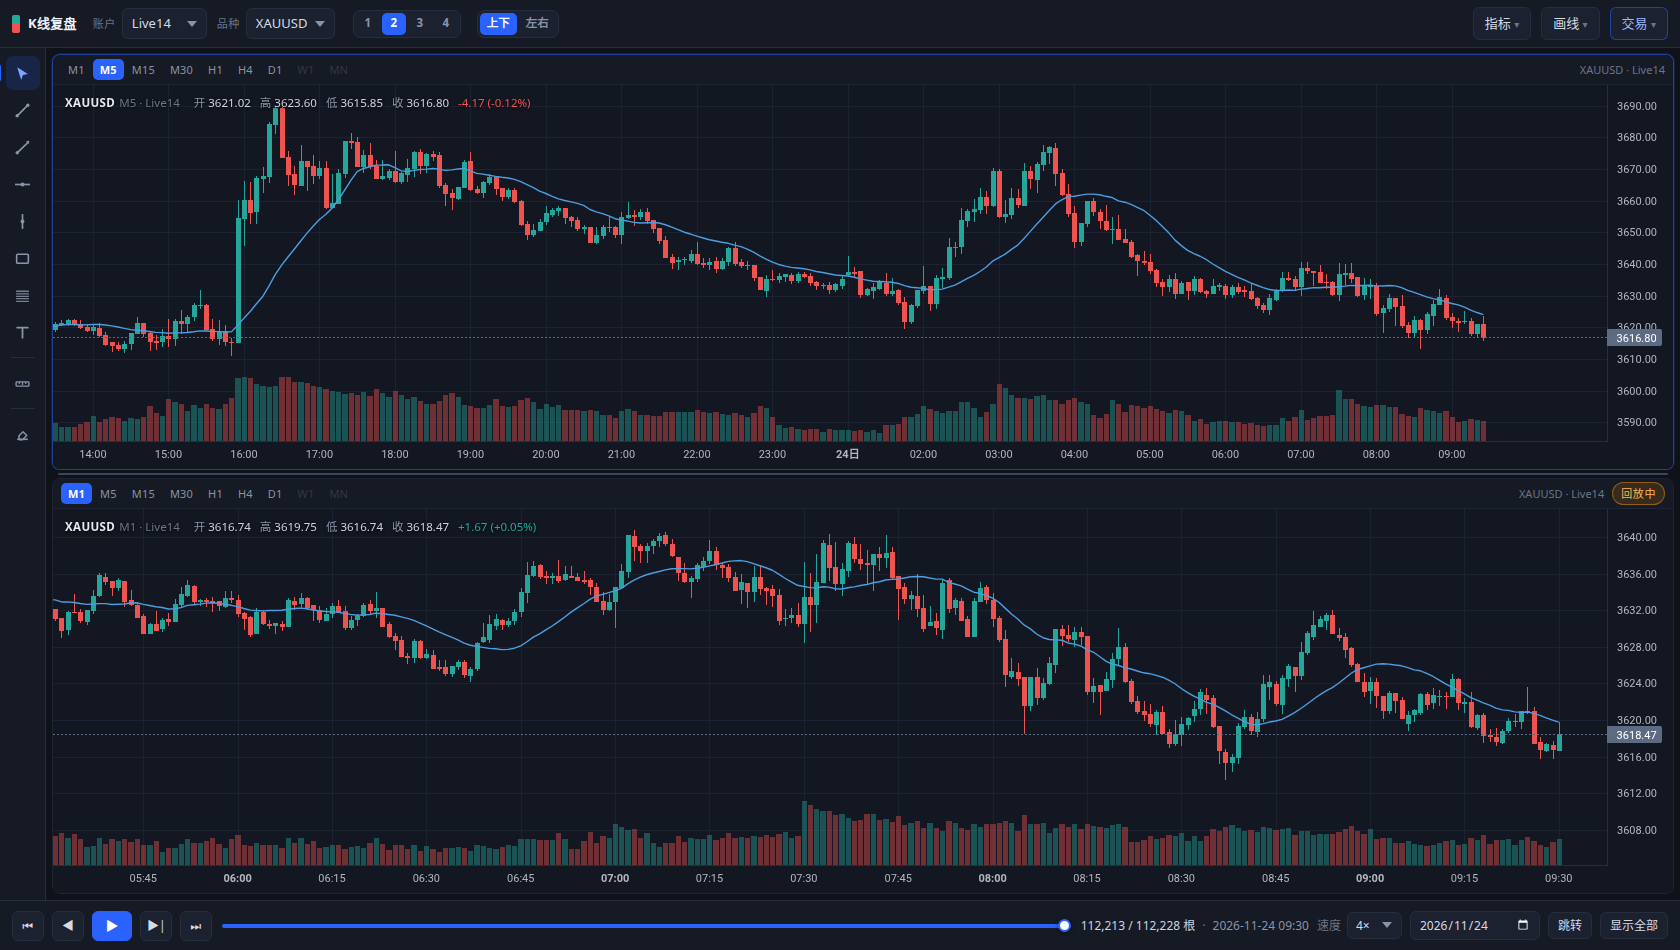 K线复盘 账户 Live14 品种 XAUUSD 1 2 3 4 上下 左右 指标 ▾ 画线 ▾ 交易 ▾
M1 M5 M15 M30 H1 H4 D1 W1 MN XAUUSD · Live14
XAUUSD M5 · Live14 开 3621.02 高 3623.60 低 3615.85 收 3616.80 -4.17 (-0.12%)
3690.00
3680.00
3670.00
3660.00
3650.00
3640.00
3630.00
3620.00
3616.80
3610.00
3600.00
3590.00
14:00 15:00 16:00 17:00 18:00 19:00 20:00 21:00 22:00 23:00 24日 02:00 03:00 04:00 05:00 06:00 07:00 08:00 09:00
M1 M5 M15 M30 H1 H4 D1 W1 MN XAUUSD · Live14 回放中
XAUUSD M1 · Live14 开 3616.74 高 3619.75 低 3616.74 收 3618.47 +1.67 (+0.05%)
3640.00
3636.00
3632.00
3628.00
3624.00
3620.00
3618.47
3616.00
3612.00
3608.00
05:45 06:00 06:15 06:30 06:45 07:00 07:15 07:30 07:45 08:00 08:15 08:30 08:45 09:00 09:15 09:30
112,213 / 112,228 根 · 2026-11-24 09:30 速度 4× 2026/11/24 跳转 显示全部